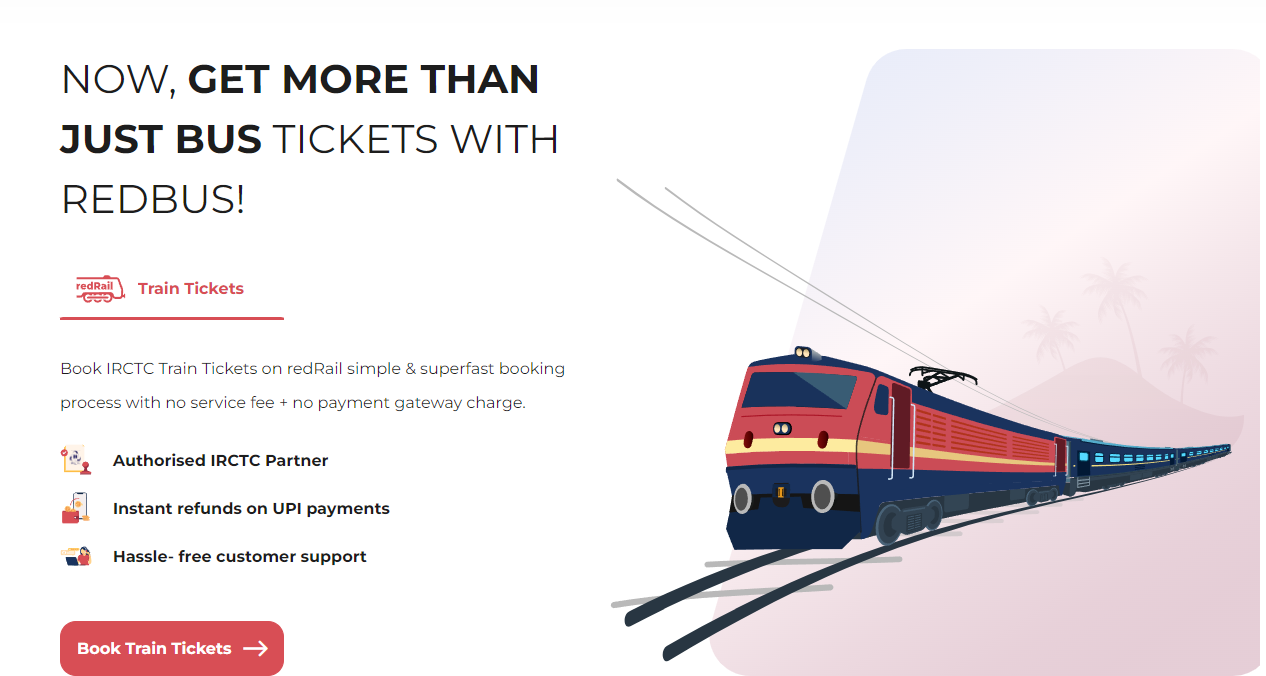 NOW, GET MORE THAN
JUST BUS TICKETS WITH
REDBUS!
redRail Train Tickets
Book IRCTC Train Tickets on redRail simple & superfast booking
process with no service fee + no payment gateway charge.
Authorised IRCTC Partner
Instant refunds on UPI payments
Hassle- free customer support
Book Train Tickets